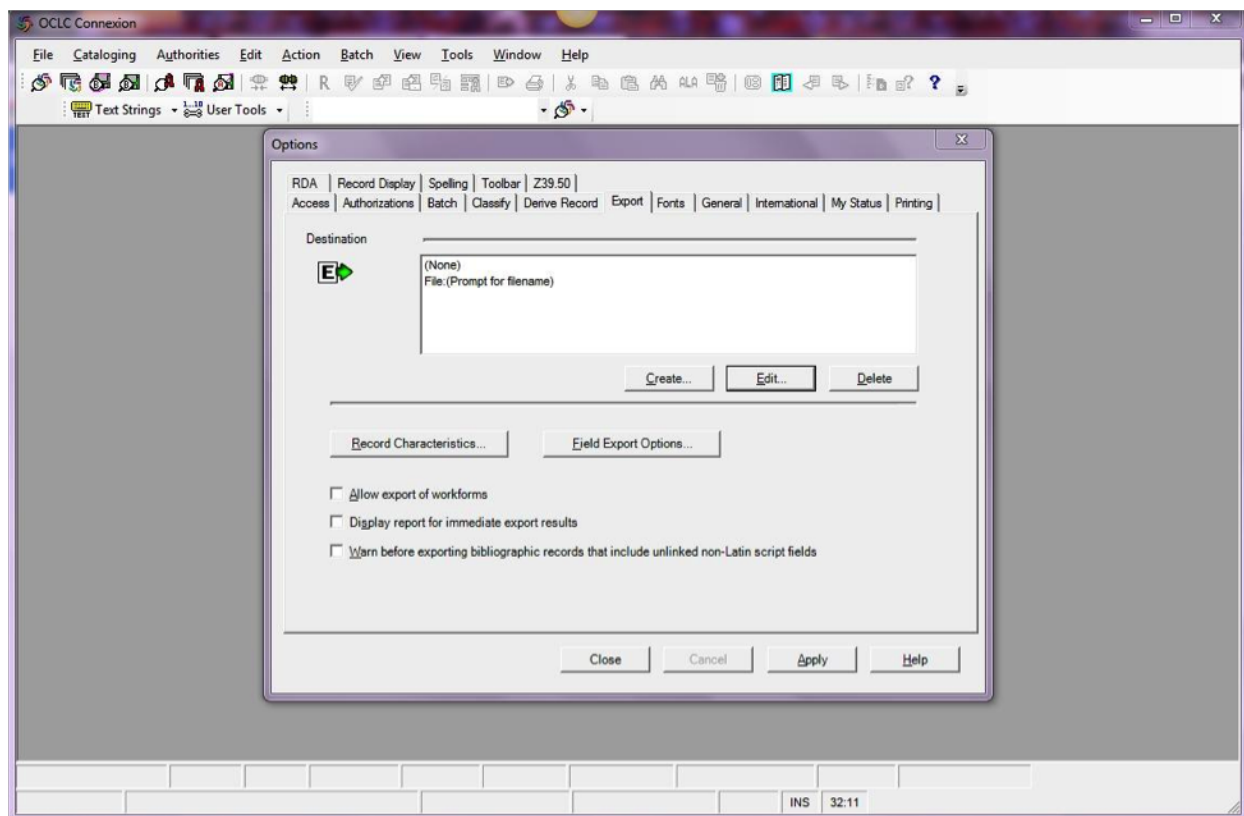 OCLC Connexion
File Cataloging Authorities Edit Action Batch View Tools Window Help
R ALA ?
Text Strings User Tools
Options
RDA Record Display Spelling Toolbar Z39.50
Access Authorizations Batch Classify Derive Record Export Fonts General International My Status Printing
Destination
E
(None)
File:(Prompt for filename)
Create... Edit... Delete
Record Characteristics... Field Export Options...
Allow export of workforms
Display report for immediate export results
Warn before exporting bibliographic records that include unlinked non-Latin script fields
Close Cancel Apply Help
INS 32:11